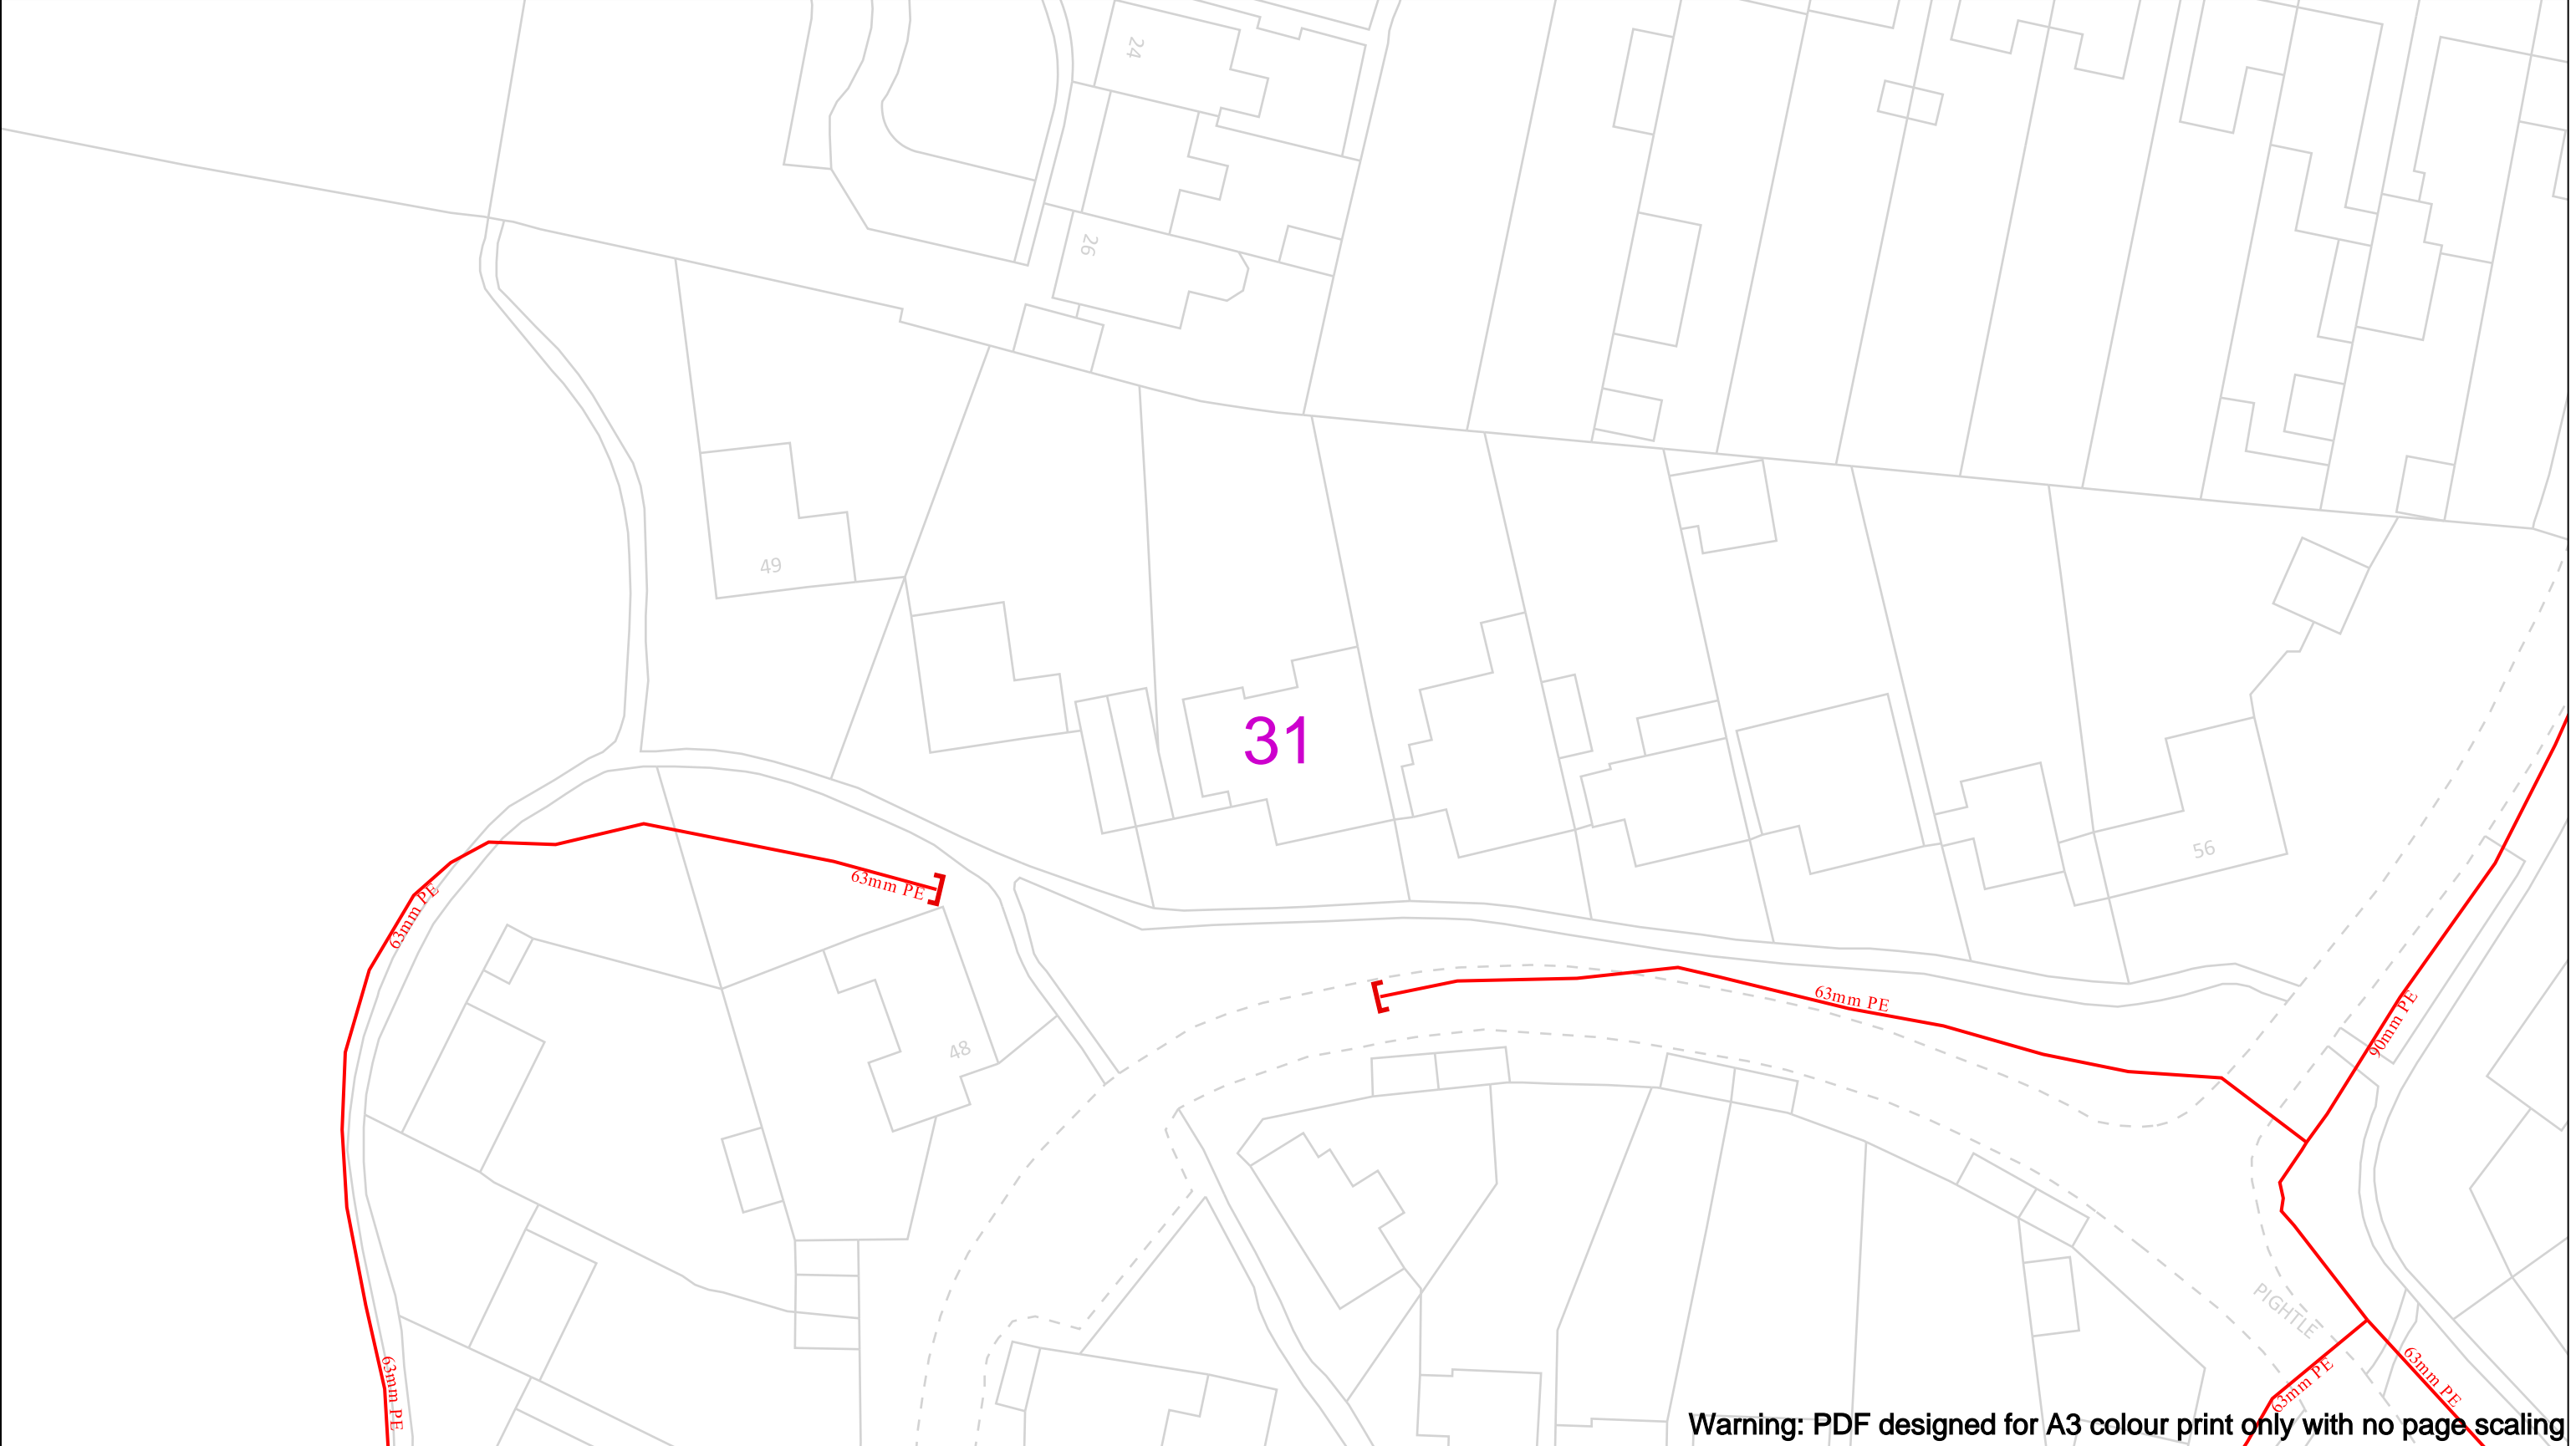 24
26
49
31
56
63mm PE
63mm PE
63mm PE
90mm PE
48
PIGHTLE
63mm PE
63mm PE
63mm PE
Warning: PDF designed for A3 colour print only with no page scaling